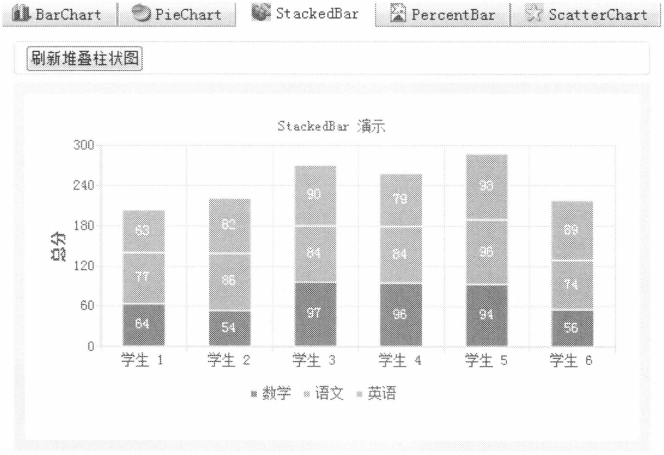 BarChart PieChart StackedBar PercentBar ScatterChart
刷新堆叠柱状图
StackedBar 演示
300
240
180
120
60
0
总分
63 82 90 79 93 89
77 86 84 84 96 74
64 54 97 96 94 56
学生 1 学生 2 学生 3 学生 4 学生 5 学生 6
数学 语文 英语